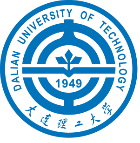 DALIAN UNIVERSITY OF TECHNOLOGY
1949
大连理工大学